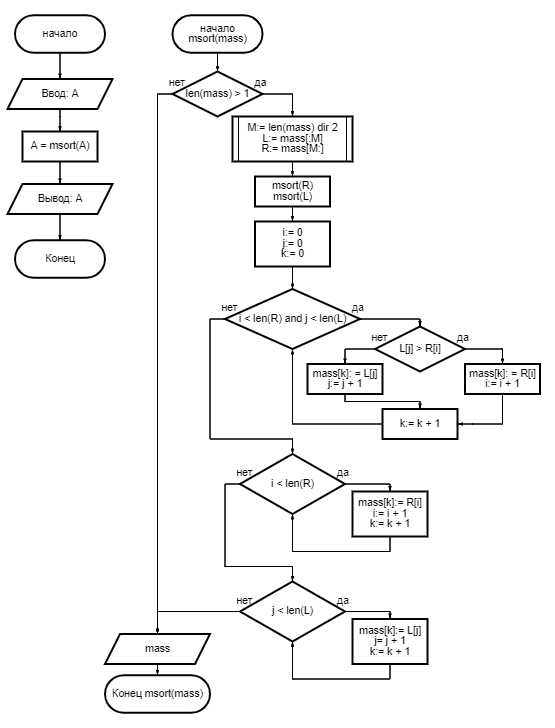 начало
Ввод: A
A = msort(A)
Вывод: A
Конец
начало
msort(mass)
нет
да
len(mass) > 1
M:= len(mass) dir 2
L:= mass[:M]
R:= mass[M:]
msort(R)
msort(L)
i:= 0
j:= 0
k:= 0
нет
да
i < len(R) and j < len(L)
нет
да
L[j] > R[i]
mass[k]: = L[j]
j:= j + 1
mass[k]: = R[i]
i:= i + 1
k:= k + 1
нет
да
i < len(R)
mass[k]:= R[i]
i:= i + 1
k:= k + 1
нет
да
j < len(L)
mass[k]:= L[j]
j= j + 1
k:= k + 1
mass
Конец msort(mass)